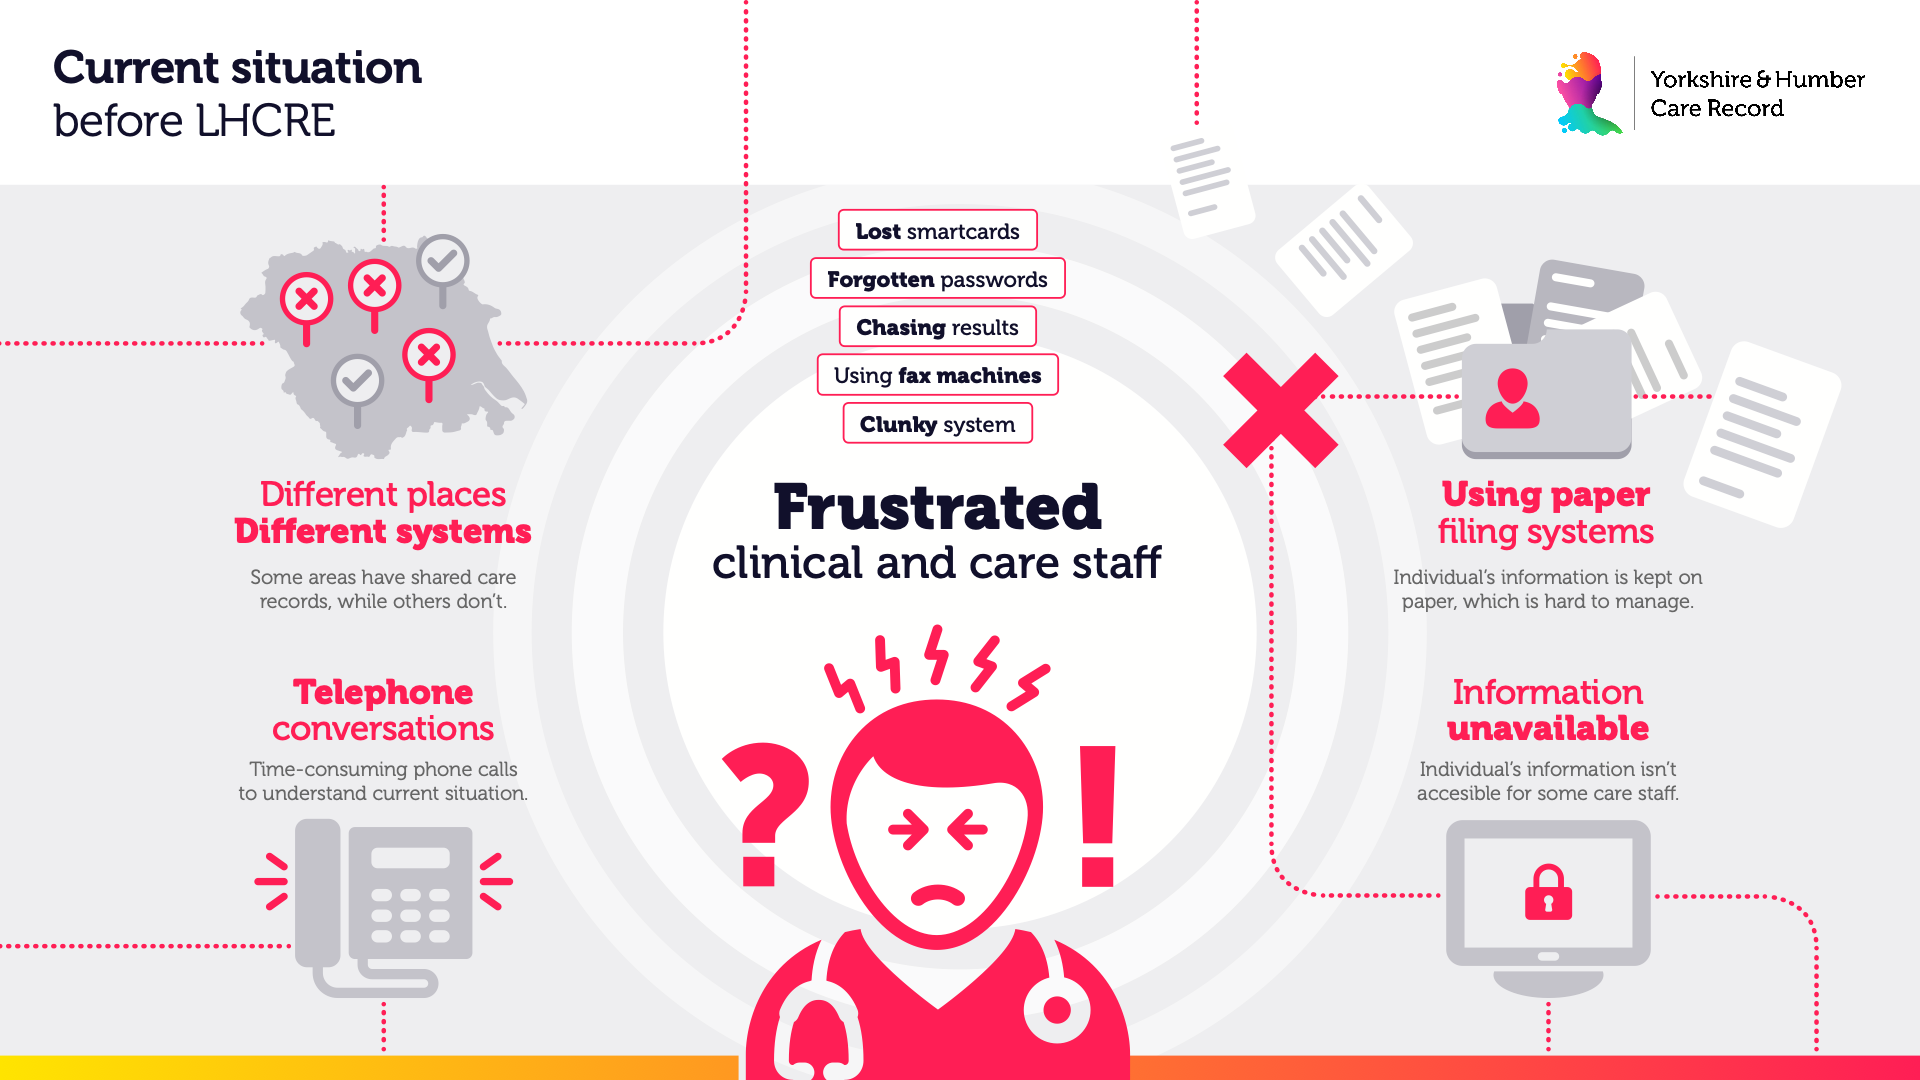 Current situation
before LHCRE
Yorkshire & Humber
Care Record
Lost smartcards
Forgotten passwords
Chasing results
Using fax machines
Clunky system
Frustrated
clinical and care staff
Different places
Different systems
Some areas have shared care
records, while others don't.
Telephone
conversations
Time-consuming phone calls
to understand current situation.
Using paper
filing systems
Individual's information is kept on
paper, which is hard to manage.
Information
unavailable
Individual's information isn't
accesible for some care staff.
?
!